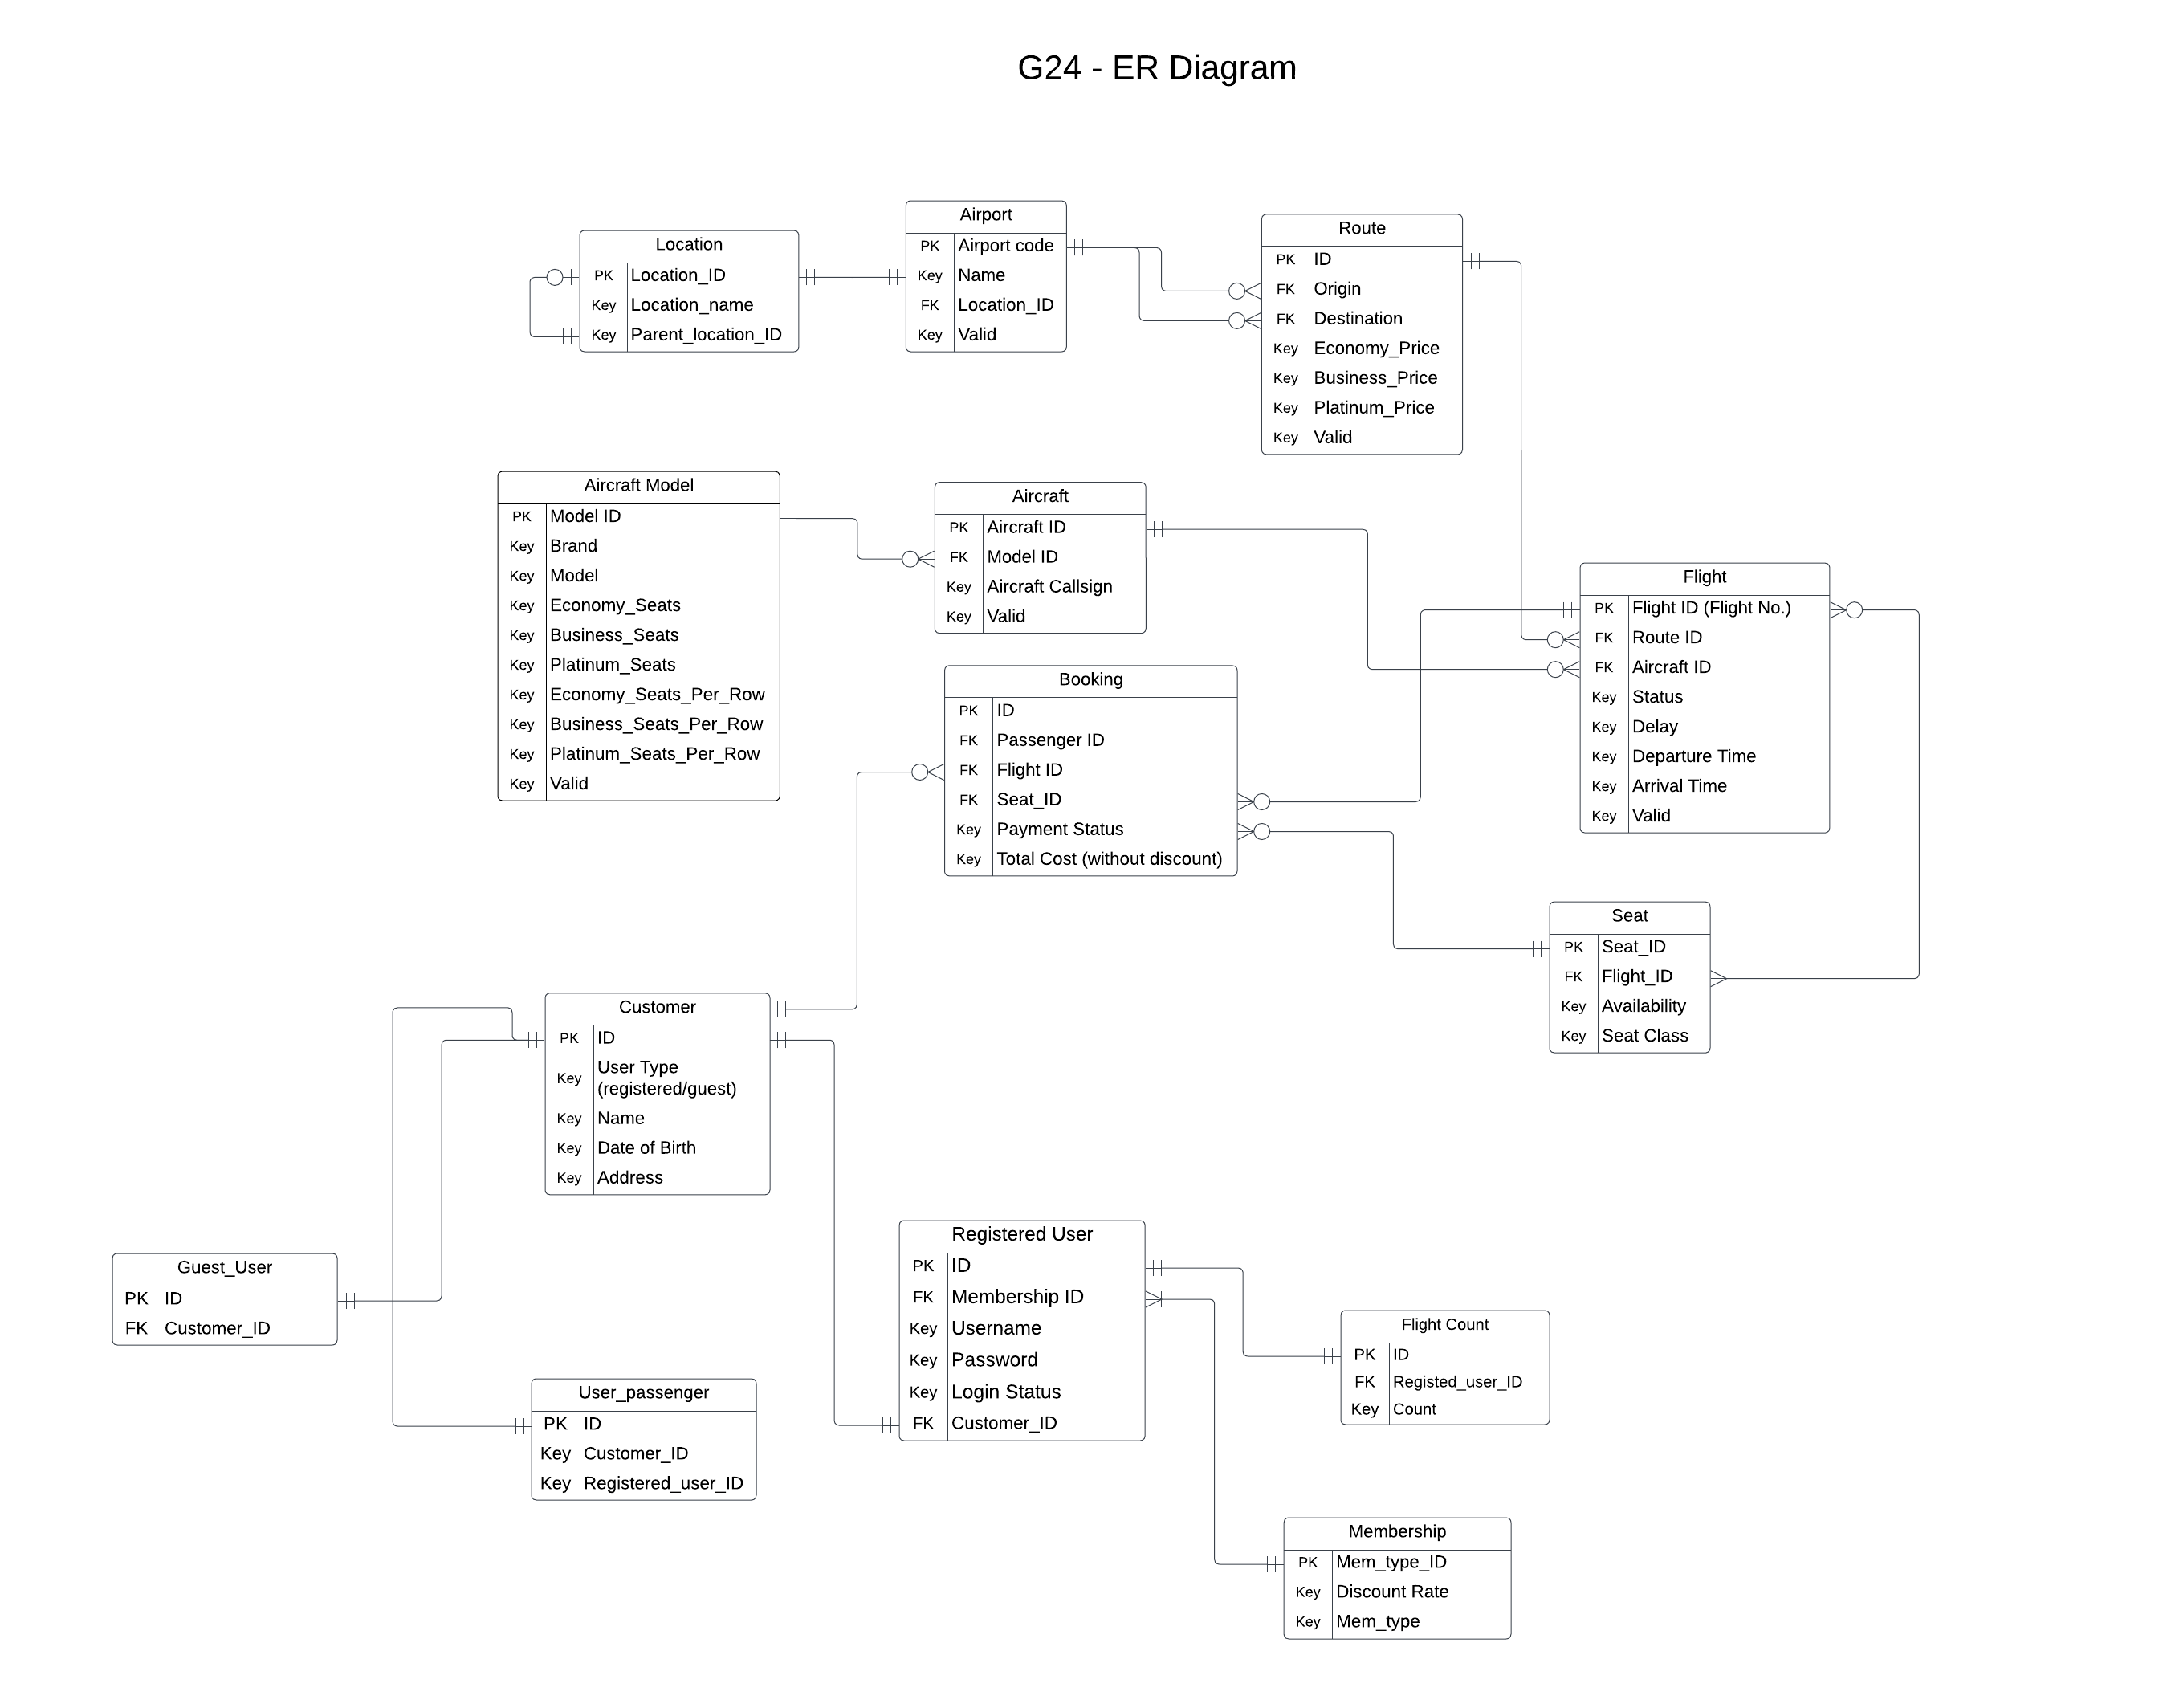 G24 - ER Diagram
Location
PK Location_ID
Key Location_name
Key Parent_location_ID
Airport
PK Airport code
Key Name
FK Location_ID
Key Valid
Route
PK ID
FK Origin
FK Destination
Key Economy_Price
Key Business_Price
Key Platinum_Price
Key Valid
Aircraft Model
PK Model ID
Key Brand
Key Model
Key Economy_Seats
Key Business_Seats
Key Platinum_Seats
Key Economy_Seats_Per_Row
Key Business_Seats_Per_Row
Key Platinum_Seats_Per_Row
Key Valid
Aircraft
PK Aircraft ID
FK Model ID
Key Aircraft Callsign
Key Valid
Flight
PK Flight ID (Flight No.)
FK Route ID
FK Aircraft ID
Key Status
Key Delay
Key Departure Time
Key Arrival Time
Key Valid
Booking
PK ID
FK Passenger ID
FK Flight ID
FK Seat_ID
Key Payment Status
Key Total Cost (without discount)
Seat
PK Seat_ID
FK Flight_ID
Key Availability
Key Seat Class
Customer
PK ID
Key User Type
(registered/guest)
Key Name
Key Date of Birth
Key Address
Guest_User
PK ID
FK Customer_ID
User_passenger
PK ID
Key Customer_ID
Key Registered_user_ID
Registered User
PK ID
FK Membership ID
Key Username
Key Password
Key Login Status
FK Customer_ID
Flight Count
PK ID
FK Registed_user_ID
Key Count
Membership
PK Mem_type_ID
Key Discount Rate
Key Mem_type